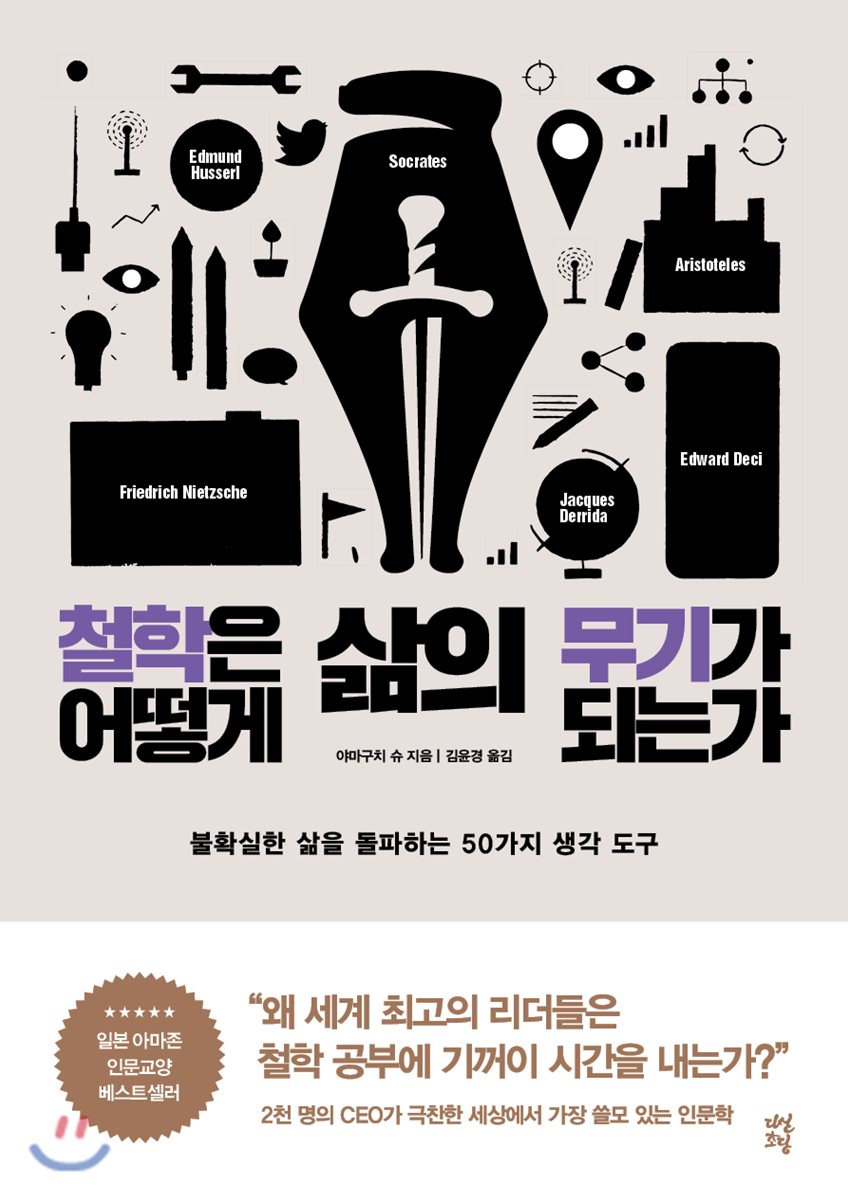 Edmund
Husserl
Socrates
Aristoteles
Edward Deci
Friedrich Nietzsche
Jacques
Derrida
철학은 삶의 무기가
어떻게 되는가
야마구치 슈 지음 | 김윤경 옮김
불확실한 삶을 돌파하는 50가지 생각 도구
★★★★★
일본 아마존
인문교양
베스트셀러
“왜 세계 최고의 리더들은
철학 공부에 기꺼이 시간을 내는가?”
2천 명의 CEO가 극찬한 세상에서 가장 쓸모 있는 인문학
다산
초당